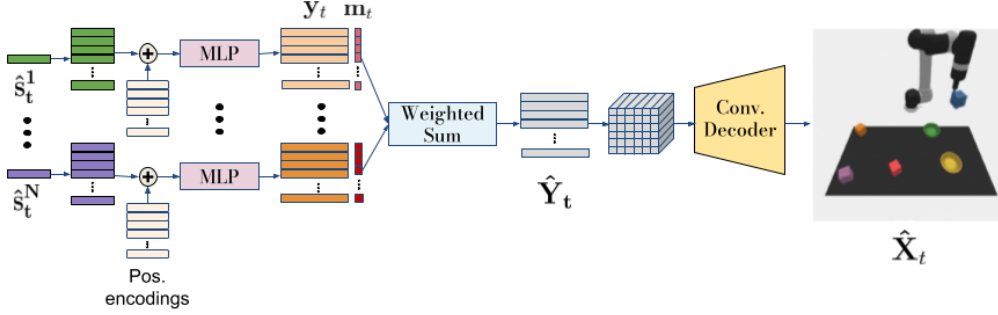 y_t m_t
ŝ_t^1
+
MLP
ŝ_t^N
+
MLP
Pos.
encodings
Weighted
Sum
Ŷ_t
Conv.
Decoder
X̂_t